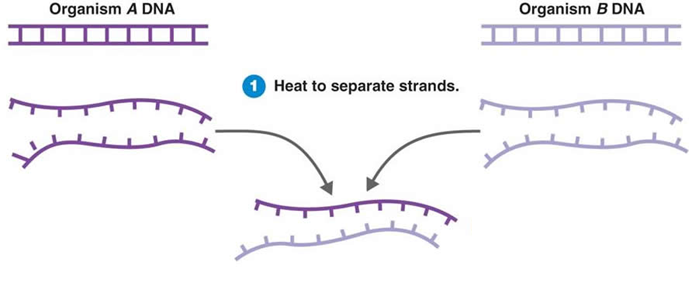 Organism A DNA
Organism B DNA
1 Heat to separate strands.